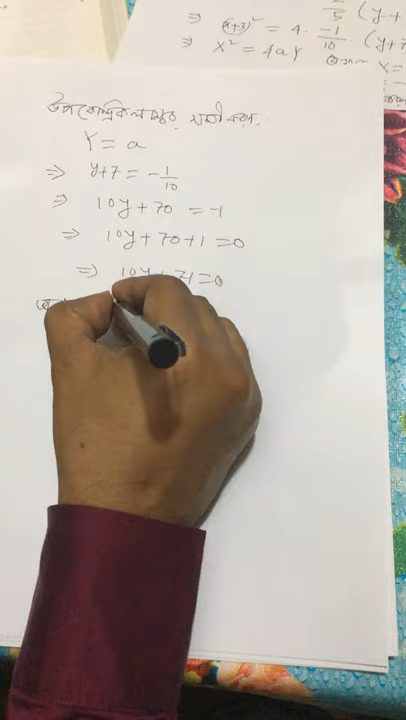 ⇒ (x+3)² = 4. -1/10 (y+7
⇒ X² = 4aY
X =
উপকেন্দ্রিক লম্বের সমীকরণ:
Y = a
⇒ y+7 = -1/10
⇒ 10y + 70 = -1
⇒ 10y + 70 + 1 = 0
⇒ 10y + 71 = 0